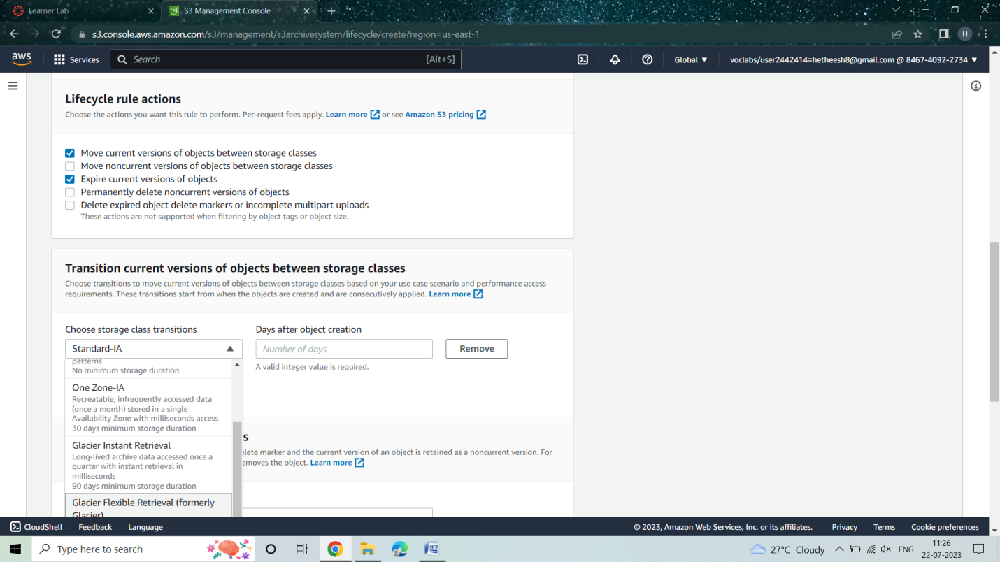 Learner Lab
S3 Management Console
s3.console.aws.amazon.com/s3/management/s3archivesystem/lifecycle/create?region=us-east-1
H
aws
Services
Search
[Alt+S]
Global
voclabs/user2442414=hetheesh8@gmail.com @ 8467-4092-2734
Lifecycle rule actions
Choose the actions you want this rule to perform. Per-request fees apply. Learn more or see Amazon S3 pricing
Move current versions of objects between storage classes
Move noncurrent versions of objects between storage classes
Expire current versions of objects
Permanently delete noncurrent versions of objects
Delete expired object delete markers or incomplete multipart uploads
These actions are not supported when filtering by object tags or object size.
Transition current versions of objects between storage classes
Choose transitions to move current versions of objects between storage classes based on your use case scenario and performance access
requirements. These transitions start from when the objects are created and are consecutively applied. Learn more
Choose storage class transitions
Days after object creation
Standard-IA
Number of days
Remove
A valid integer value is required.
patterns
No minimum storage duration
One Zone-IA
Recreatable, infrequently accessed data
(once a month) stored in a single
Availability Zone with milliseconds access
30 days minimum storage duration
Glacier Instant Retrieval
Long-lived archive data accessed once a
quarter with instant retrieval in
milliseconds
90 days minimum storage duration
Glacier Flexible Retrieval (formerly
Glacier)
s
elete marker and the current version of an object is retained as a noncurrent version. For
emoves the object. Learn more
CloudShell
Feedback
Language
© 2023, Amazon Web Services, Inc. or its affiliates.
Privacy
Terms
Cookie preferences
Type here to search
27°C Cloudy
ENG
11:26
22-07-2023